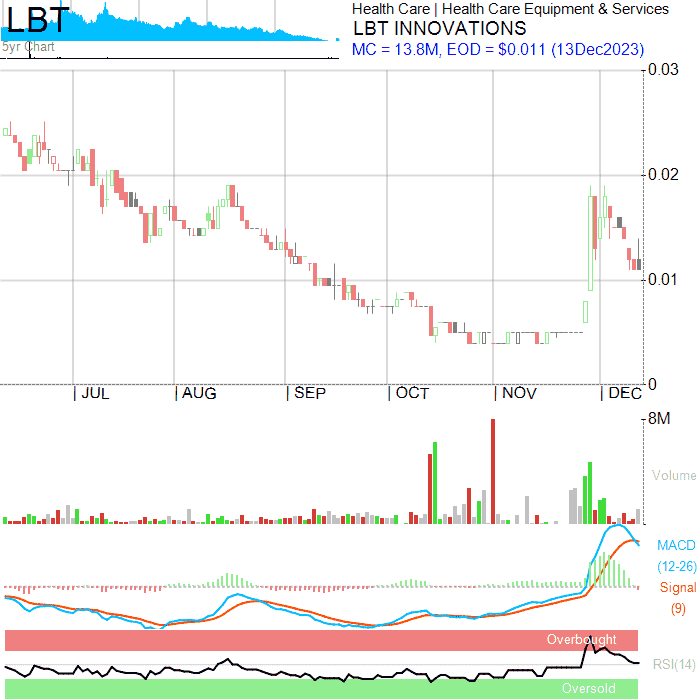 LBT
5yr Chart
Health Care | Health Care Equipment & Services
LBT INNOVATIONS
MC = 13.8M, EOD = $0.011 (13Dec2023)
0.03
0.02
0.01
0
| JUL | AUG | SEP | OCT | NOV | DEC
8M
Volume
MACD
(12-26)
Signal
(9)
Overbought
RSI(14)
Oversold